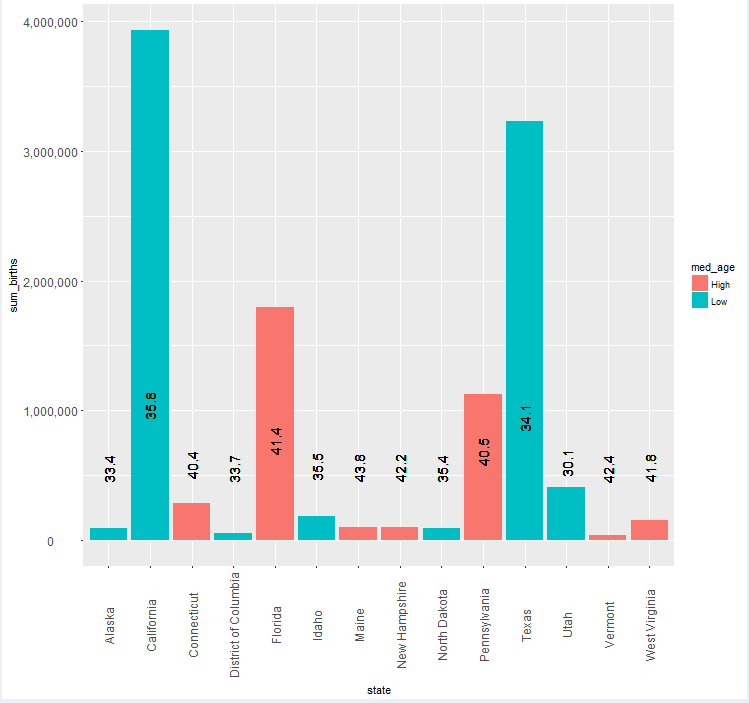 4,000,000
3,000,000
2,000,000
1,000,000
0
sum_births
33.4
35.8
40.4
33.7
41.4
35.5
43.8
42.2
35.4
40.5
34.1
30.1
42.4
41.8
Alaska
California
Connecticut
District of Columbia
Florida
Idaho
Maine
New Hampshire
North Dakota
Pennsylvania
Texas
Utah
Vermont
West Virginia
state
med_age
High
Low